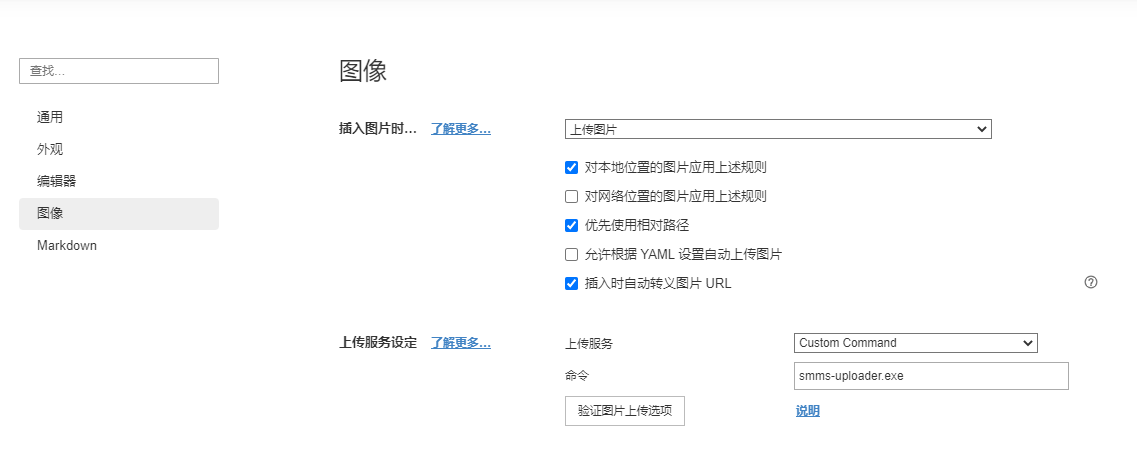 查找...
通用
外观
编辑器
图像
Markdown
图像
插入图片时... 了解更多... 上传图片
对本地位置的图片应用上述规则
对网络位置的图片应用上述规则
优先使用相对路径
允许根据 YAML 设置自动上传图片
插入时自动转义图片 URL
上传服务设定 了解更多... 上传服务 Custom Command
命令 smms-uploader.exe
验证图片上传选项 说明